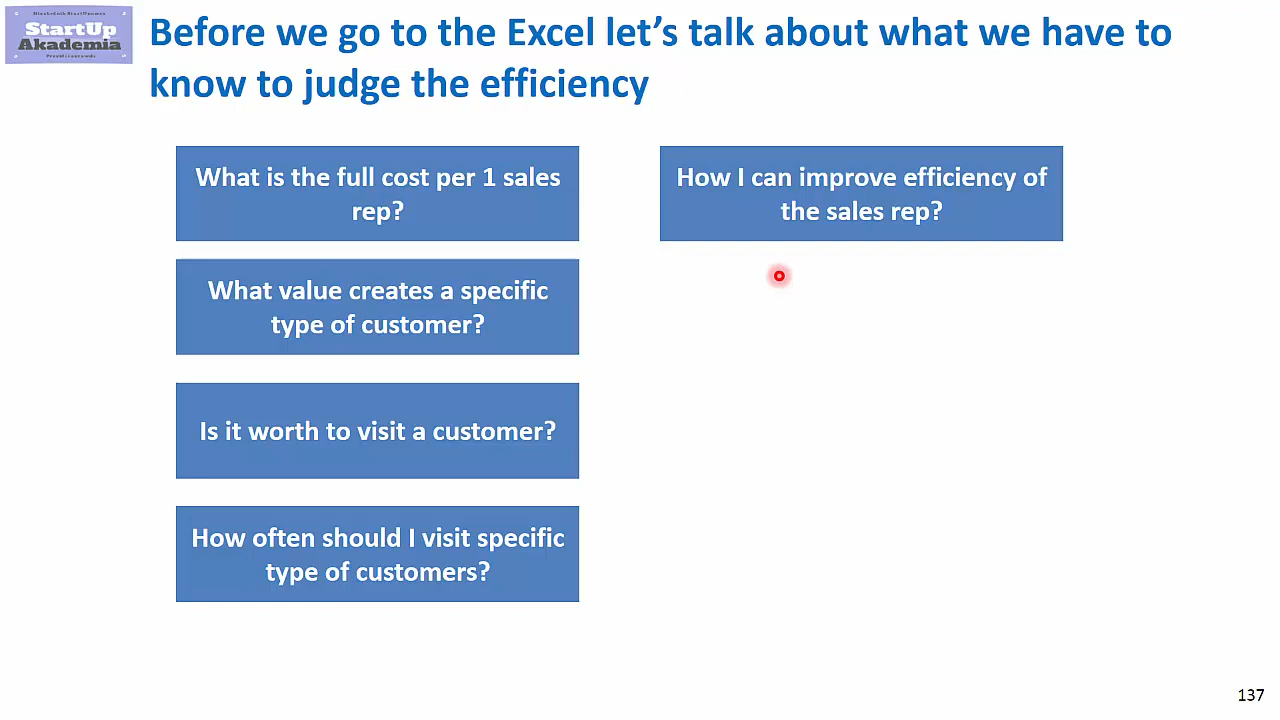 StartUp
Akademia
Before we go to the Excel let's talk about what we have to
know to judge the efficiency
What is the full cost per 1 sales
rep?
What value creates a specific
type of customer?
Is it worth to visit a customer?
How often should I visit specific
type of customers?
How I can improve efficiency of
the sales rep?
137